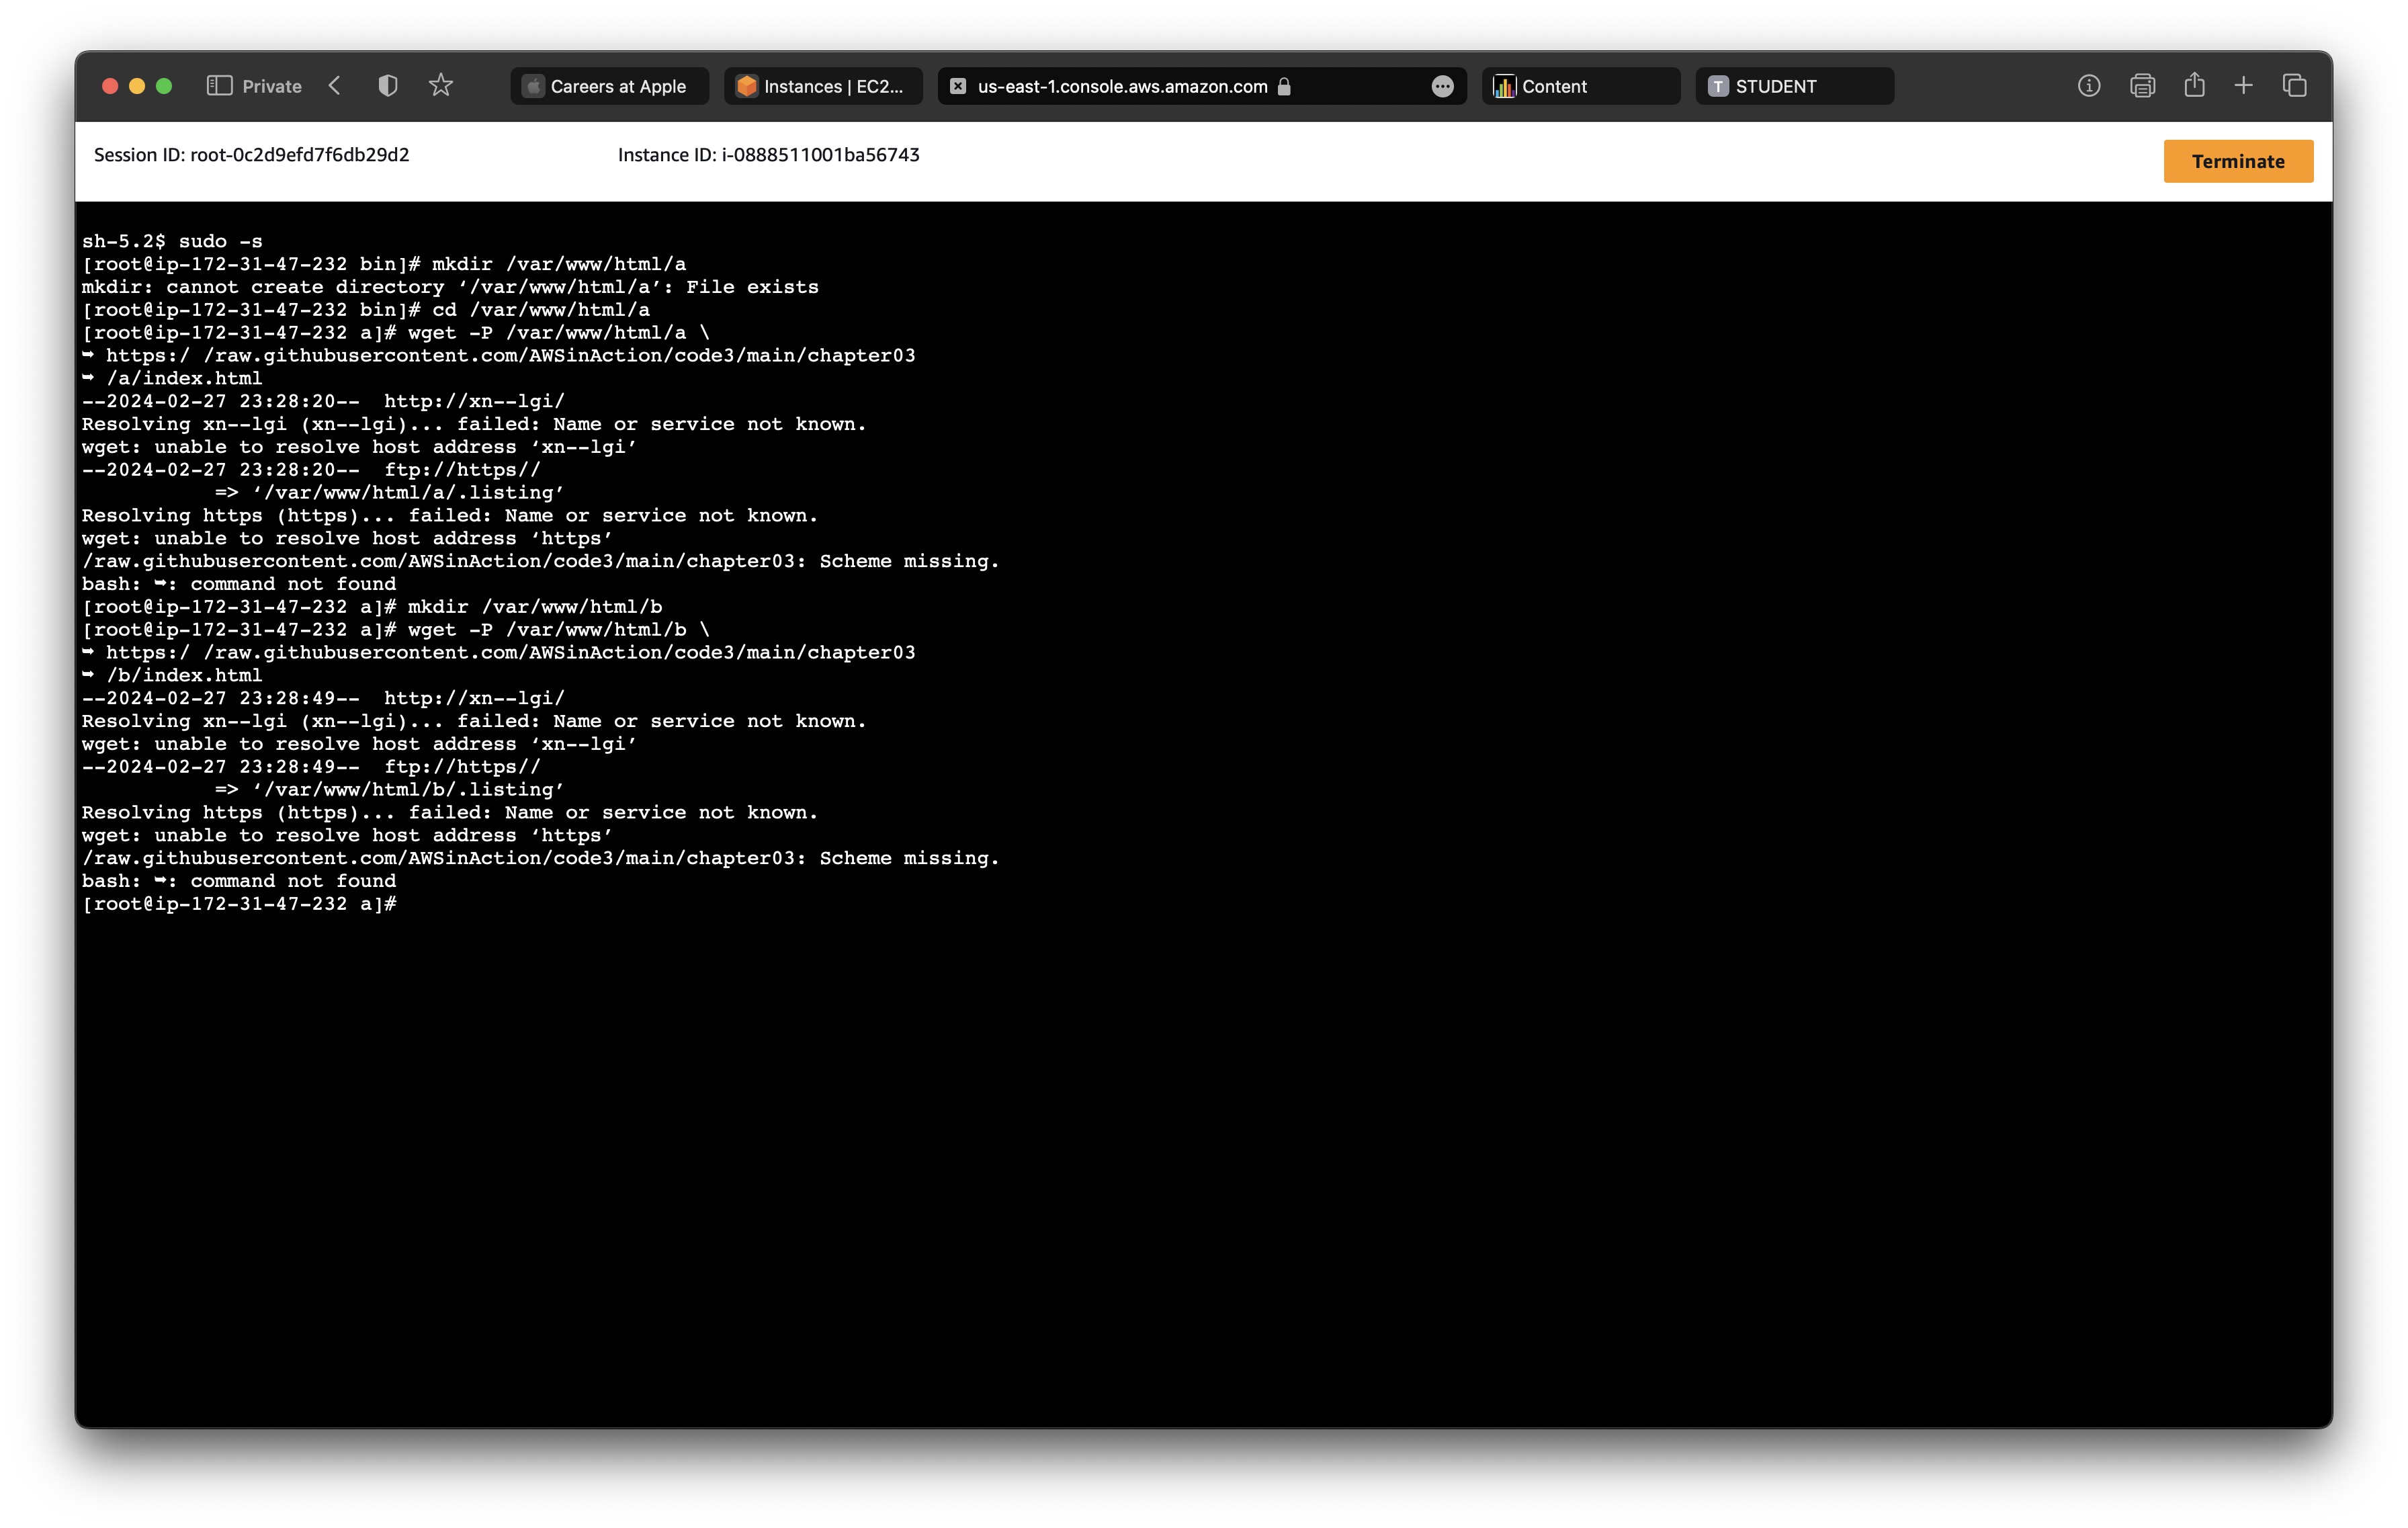 Private
Careers at Apple
Instances | EC2...
us-east-1.console.aws.amazon.com
Content
T STUDENT
Session ID: root-0c2d9efd7f6db29d2
Instance ID: i-0888511001ba56743
Terminate
sh-5.2$ sudo -s
[root@ip-172-31-47-232 bin]# mkdir /var/www/html/a
mkdir: cannot create directory ‘/var/www/html/a’: File exists
[root@ip-172-31-47-232 bin]# cd /var/www/html/a
[root@ip-172-31-47-232 a]# wget -P /var/www/html/a \
➥ https:/ /raw.githubusercontent.com/AWSinAction/code3/main/chapter03
➥ /a/index.html
--2024-02-27 23:28:20--  http://xn--lgi/
Resolving xn--lgi (xn--lgi)... failed: Name or service not known.
wget: unable to resolve host address ‘xn--lgi’
--2024-02-27 23:28:20--  ftp://https//
           => ‘/var/www/html/a/.listing’
Resolving https (https)... failed: Name or service not known.
wget: unable to resolve host address ‘https’
/raw.githubusercontent.com/AWSinAction/code3/main/chapter03: Scheme missing.
bash: ➥: command not found
[root@ip-172-31-47-232 a]# mkdir /var/www/html/b
[root@ip-172-31-47-232 a]# wget -P /var/www/html/b \
➥ https:/ /raw.githubusercontent.com/AWSinAction/code3/main/chapter03
➥ /b/index.html
--2024-02-27 23:28:49--  http://xn--lgi/
Resolving xn--lgi (xn--lgi)... failed: Name or service not known.
wget: unable to resolve host address ‘xn--lgi’
--2024-02-27 23:28:49--  ftp://https//
           => ‘/var/www/html/b/.listing’
Resolving https (https)... failed: Name or service not known.
wget: unable to resolve host address ‘https’
/raw.githubusercontent.com/AWSinAction/code3/main/chapter03: Scheme missing.
bash: ➥: command not found
[root@ip-172-31-47-232 a]#